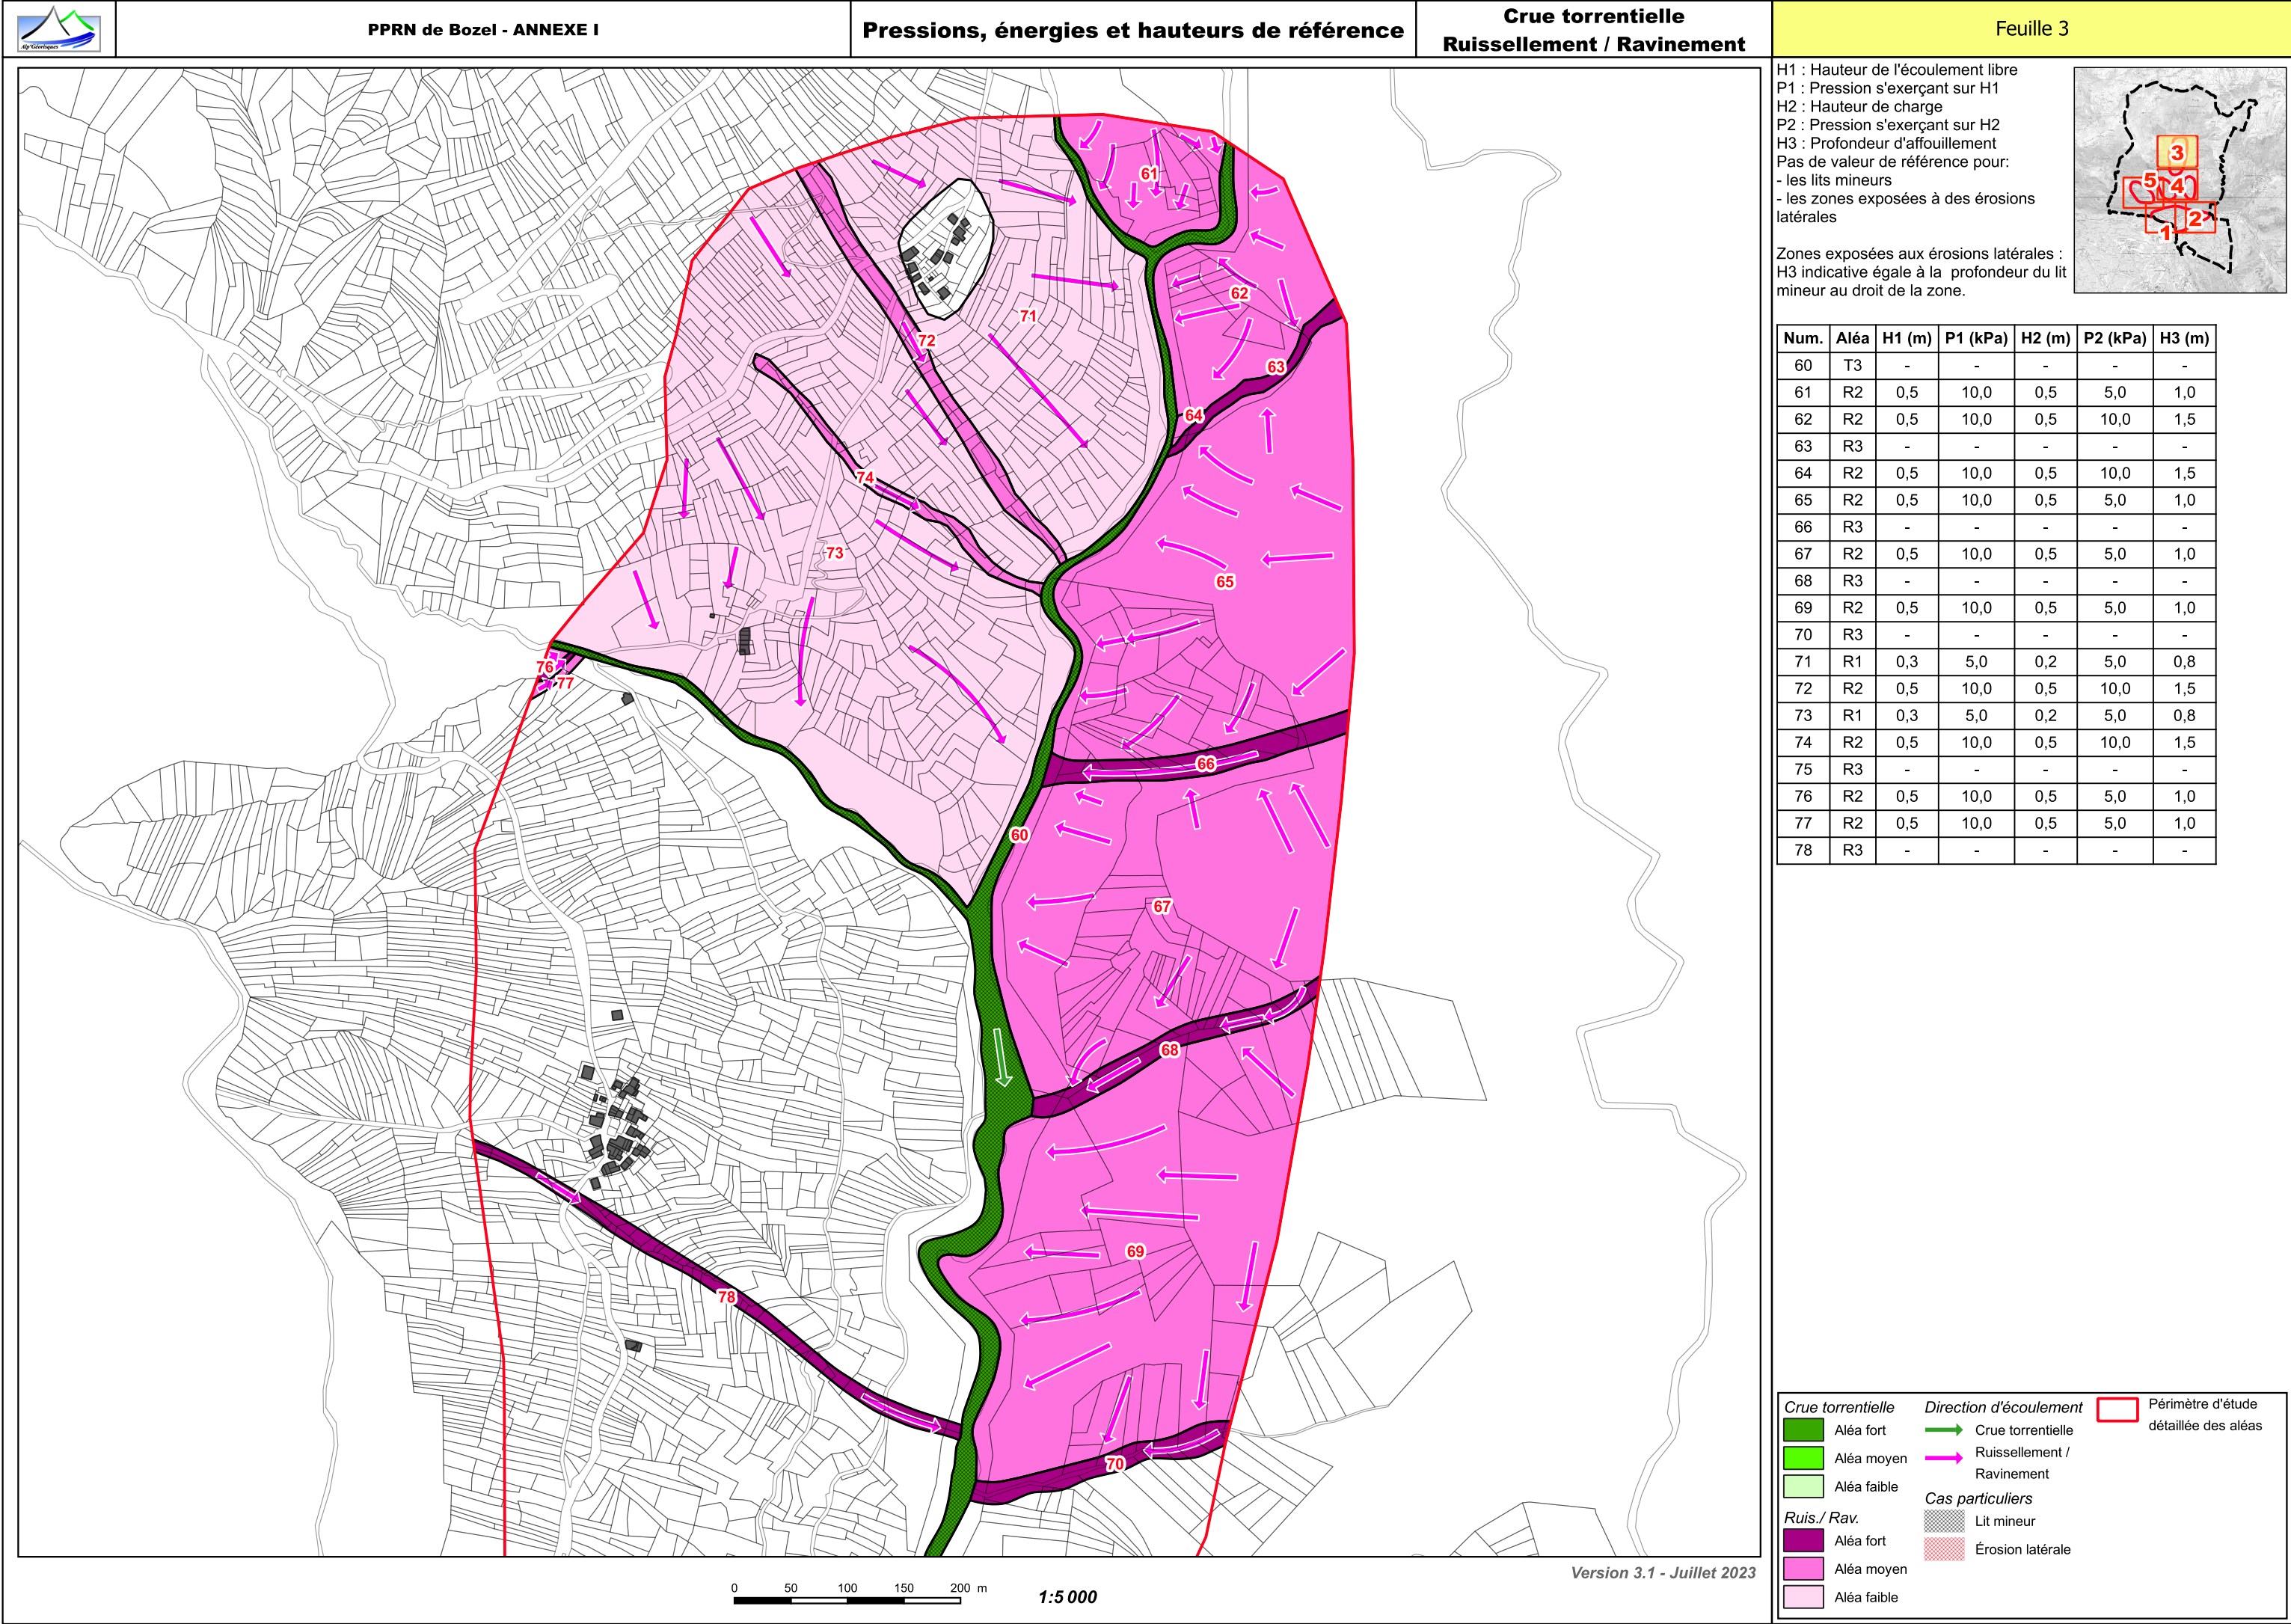 Alp'Géorisques
PPRN de Bozel - ANNEXE I
Pressions, énergies et hauteurs de référence
Crue torrentielle
Ruissellement / Ravinement
Feuille 3
H1 : Hauteur de l'écoulement libre
P1 : Pression s'exerçant sur H1
H2 : Hauteur de charge
P2 : Pression s'exerçant sur H2
H3 : Profondeur d'affouillement
Pas de valeur de référence pour:
- les lits mineurs
- les zones exposées à des érosions
latérales
Zones exposées aux érosions latérales :
H3 indicative égale à la profondeur du lit
mineur au droit de la zone.
3
5
4
2
1
Num. Aléa H1 (m) P1 (kPa) H2 (m) P2 (kPa) H3 (m)
60 T3 - - - - -
61 R2 0,5 10,0 0,5 5,0 1,0
62 R2 0,5 10,0 0,5 10,0 1,5
63 R3 - - - - -
64 R2 0,5 10,0 0,5 10,0 1,5
65 R2 0,5 10,0 0,5 5,0 1,0
66 R3 - - - - -
67 R2 0,5 10,0 0,5 5,0 1,0
68 R3 - - - - -
69 R2 0,5 10,0 0,5 5,0 1,0
70 R3 - - - - -
71 R1 0,3 5,0 0,2 5,0 0,8
72 R2 0,5 10,0 0,5 10,0 1,5
73 R1 0,3 5,0 0,2 5,0 0,8
74 R2 0,5 10,0 0,5 10,0 1,5
75 R3 - - - - -
76 R2 0,5 10,0 0,5 5,0 1,0
77 R2 0,5 10,0 0,5 5,0 1,0
78 R3 - - - - -
61
62
71
72
63
64
74
73
65
76
77
66
60
67
68
69
78
70
Crue torrentielle
Aléa fort
Aléa moyen
Aléa faible
Ruis./ Rav.
Aléa fort
Aléa moyen
Aléa faible
Direction d'écoulement
Crue torrentielle
Ruissellement /
Ravinement
Cas particuliers
Lit mineur
Érosion latérale
Périmètre d'étude
détaillée des aléas
Version 3.1 - Juillet 2023
0 50 100 150 200 m
1:5 000